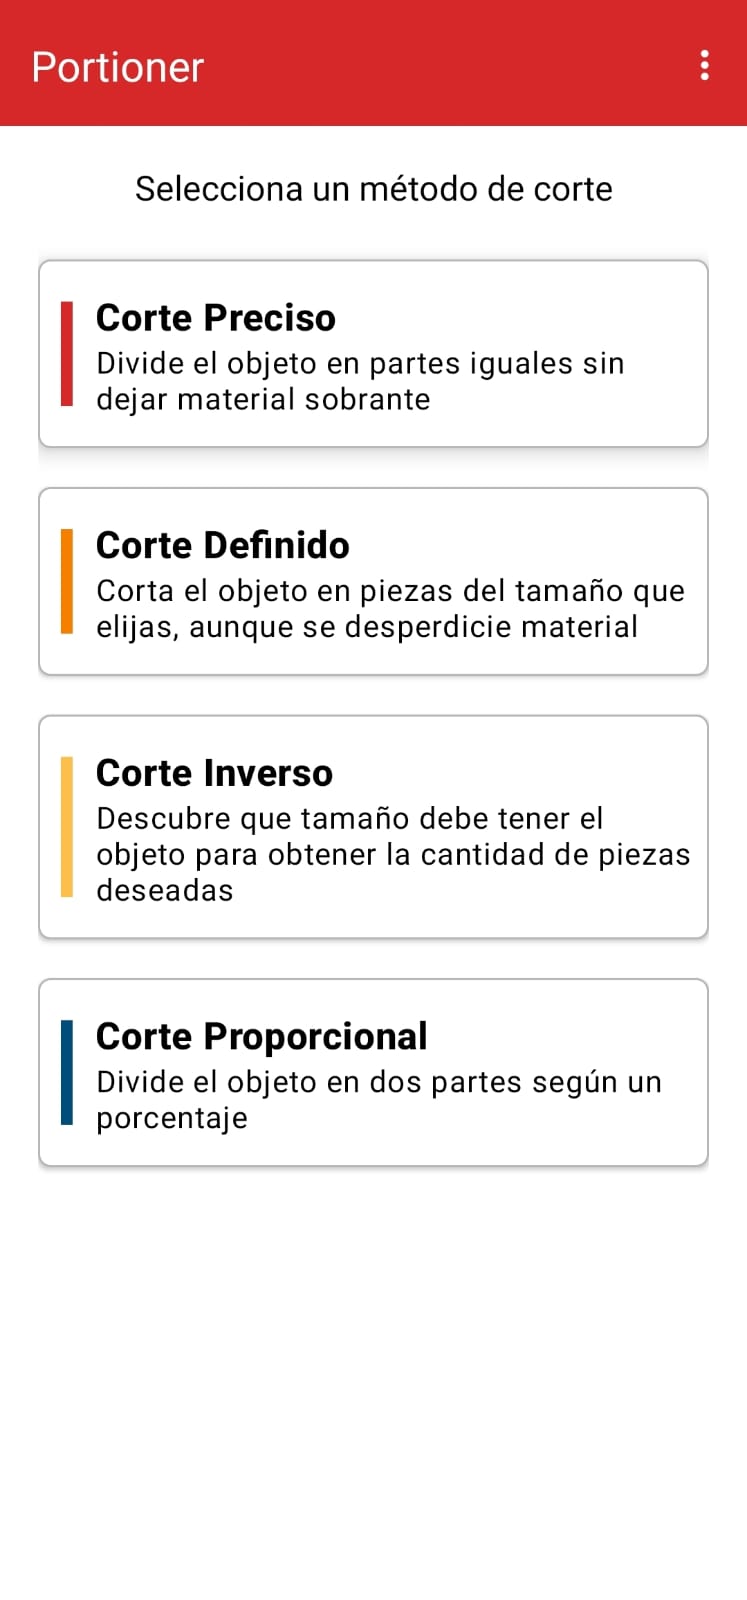 Portioner
Selecciona un método de corte
Corte Preciso
Divide el objeto en partes iguales sin
dejar material sobrante
Corte Definido
Corta el objeto en piezas del tamaño que
elijas, aunque se desperdicie material
Corte Inverso
Descubre que tamaño debe tener el
objeto para obtener la cantidad de piezas
deseadas
Corte Proporcional
Divide el objeto en dos partes según un
porcentaje